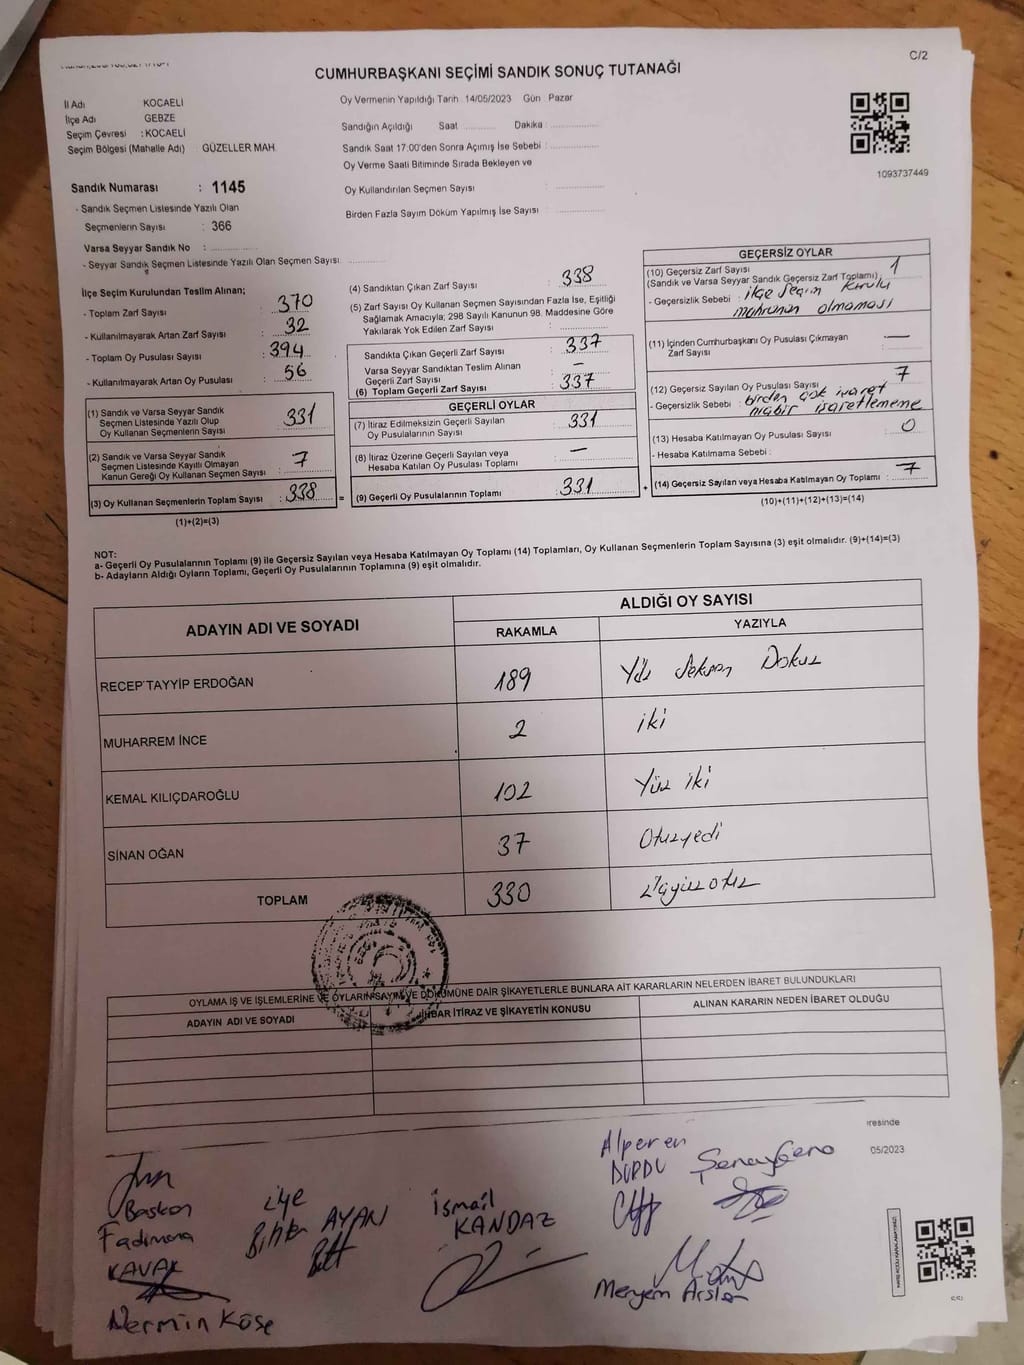 C/2
CUMHURBAŞKANI SEÇİMİ SANDIK SONUÇ TUTANAĞI
İl Adı KOCAELİ
İlçe Adı GEBZE
Seçim Çevresi : KOCAELİ
Seçim Bölgesi (Mahalle Adı) GÜZELLER MAH.
Oy Vermenin Yapıldığı Tarih 14/05/2023 Gün : Pazar
Sandığın Açıldığı Saat ........... Dakika : ...............
Sandık Saat 17:00'den Sonra Açımış İse Sebebi : ...............
Oy Verme Saati Bitiminde Sırada Bekleyen ve
Oy Kullandırılan Seçmen Sayısı : ...............
Birden Fazla Sayım Döküm Yapılmış İse Sayısı : ...............
1093737449
Sandık Numarası : 1145
- Sandık Seçmen Listesinde Yazılı Olan
Seçmenlerin Sayısı : 366
Varsa Seyyar Sandık No : ...............
- Seyyar Sandık Seçmen Listesinde Yazılı Olan Seçmen Sayısı: ...............
İlçe Seçim Kurulundan Teslim Alınan;
- Toplam Zarf Sayısı : 370
- Kullanılmayarak Artan Zarf Sayısı : 32
- Toplam Oy Pusulası Sayısı : 394
- Kullanılmayarak Artan Oy Pusulası : 56
(1) Sandık ve Varsa Seyyar Sandık
Seçmen Listesinde Yazılı Olup
Oy Kullanan Seçmenlerin Sayısı : 331
(2) Sandık ve Varsa Seyyar Sandık
Seçmen Listesinde Kayıtlı Olmayan
Kanun Gereği Oy Kullanan Seçmen Sayısı : 7
(3) Oy Kullanan Seçmenlerin Toplam Sayısı : 338
(1)+(2)=(3)
(4) Sandıktan Çıkan Zarf Sayısı : 338
(5) Zarf Sayısı Oy Kullanan Seçmen Sayısından Fazla İse, Eşitliği
Sağlamak Amacıyla; 298 Sayılı Kanunun 98. Maddesine Göre
Yakılarak Yok Edilen Zarf Sayısı : ...............
Sandıkta Çıkan Geçerli Zarf Sayısı : 337
Varsa Seyyar Sandıktan Teslim Alınan
Geçerli Zarf Sayısı : —
(6) Toplam Geçerli Zarf Sayısı : 337
GEÇERLİ OYLAR
(7) İtiraz Edilmeksizin Geçerli Sayılan
Oy Pusulalarının Sayısı : 331
(8) İtiraz Üzerine Geçerli Sayılan veya
Hesaba Katılan Oy Pusulası Toplamı : —
= (9) Geçerli Oy Pusulalarının Toplamı : 331
GEÇERSİZ OYLAR
(10) Geçersiz Zarf Sayısı 1
(Sandık ve Varsa Seyyar Sandık Geçersiz Zarf Toplamı)
- Geçersizlik Sebebi : ilçe seçim kurulu
mührünün olmaması
(11) İçinden Cumhurbaşkanı Oy Pusulası Çıkmayan
Zarf Sayısı : —
(12) Geçersiz Sayılan Oy Pusulası Sayısı : 7
- Geçersizlik Sebebi : birden çok işaret
işaretlememe
(13) Hesaba Katılmayan Oy Pusulası Sayısı : 0
- Hesaba Katılmama Sebebi :
+ (14) Geçersiz Sayılan veya Hesaba Katılmayan Oy Toplamı : 7
(10)+(11)+(12)+(13)=(14)
NOT:
a- Geçerli Oy Pusulalarının Toplamı (9) ile Geçersiz Sayılan veya Hesaba Katılmayan Oy Toplamı (14) Toplamları, Oy Kullanan Seçmenlerin Toplam Sayısına (3) eşit olmalıdır. (9)+(14)=(3)
b- Adayların Aldığı Oyların Toplamı, Geçerli Oy Pusulalarının Toplamına (9) eşit olmalıdır.
ADAYIN ADI VE SOYADI ALDIĞI OY SAYISI
RAKAMLA YAZIYLA
RECEP TAYYİP ERDOĞAN 189 Yüz Seksen Dokuz
MUHARREM İNCE 2 iki
KEMAL KILIÇDAROĞLU 102 Yüz iki
SİNAN OĞAN 37 Otuzyedi
TOPLAM 330 üçyüzotuz
OYLAMA İŞ VE İŞLEMLERİNE VE OYLARIN SAYIM VE DÖKÜMÜNE DAİR ŞİKAYETLERLE BUNLARA AİT KARARLARIN NELERDEN İBARET BULUNDUKLARI
ADAYIN ADI VE SOYADI İHBAR İTİRAZ VE ŞİKAYETİN KONUSU ALINAN KARARIN NEDEN İBARET OLDUĞU
resinde
05/2023
Başkan
Fadimana
KAVAK
Nermin Köse
üye
AYAN
İsmail
KANDAZ
Alperen
DURDU
Şenay
Meryem Arslan